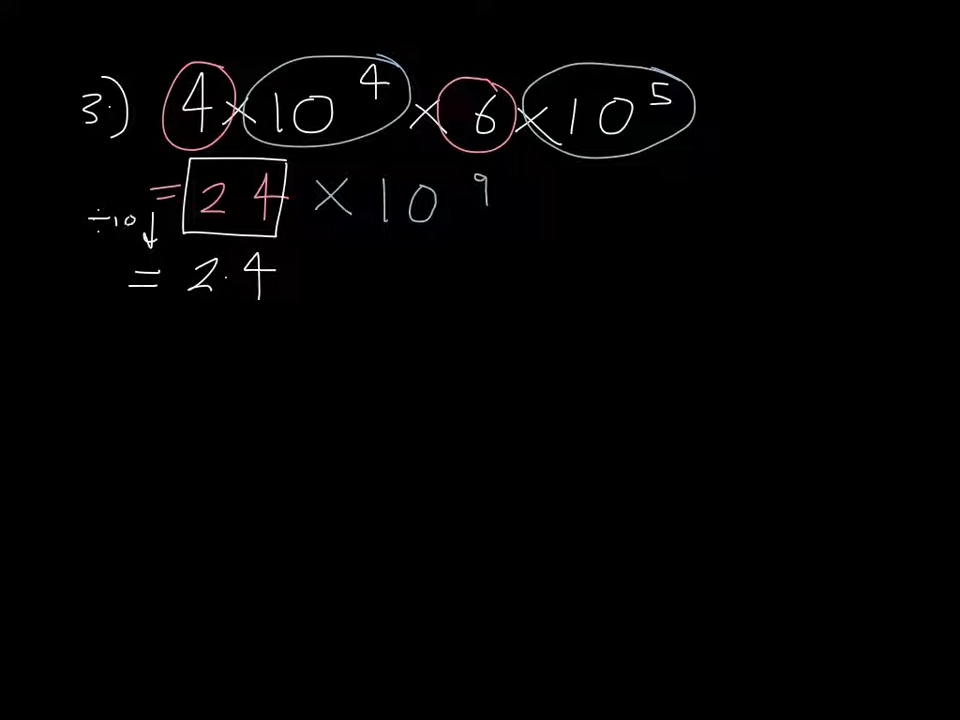 3.) 4 × 10⁴ × 6 × 10⁵
= 24 × 10⁹
÷10 ↓
= 2.4